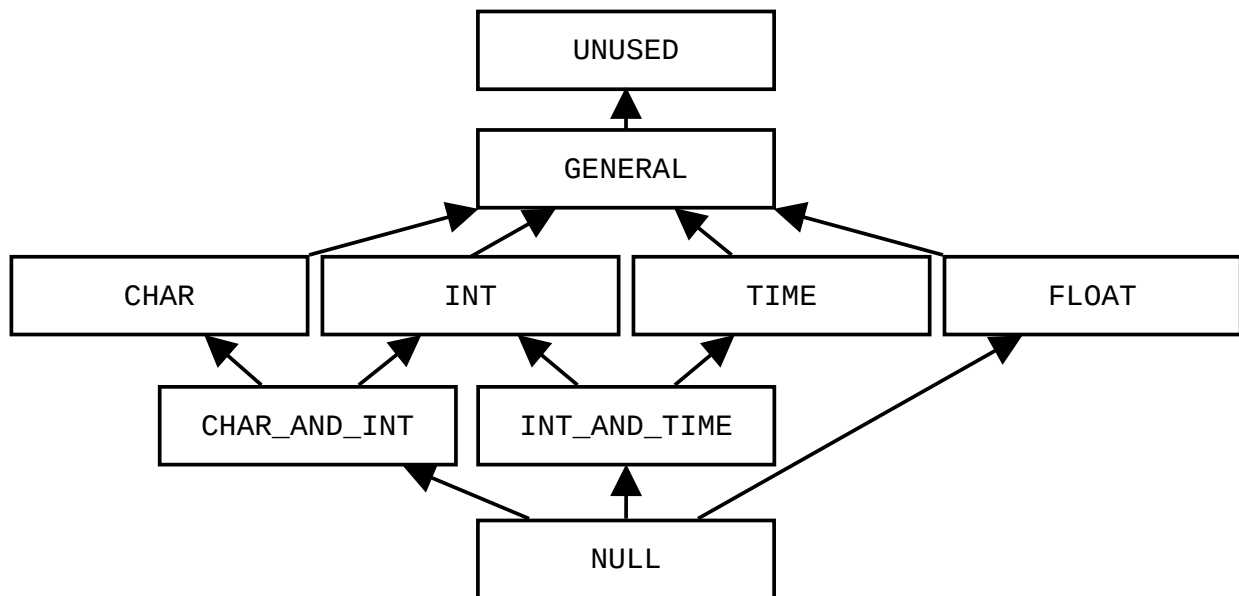 UNUSED
GENERAL
CHAR
INT
TIME
FLOAT
CHAR_AND_INT
INT_AND_TIME
NULL